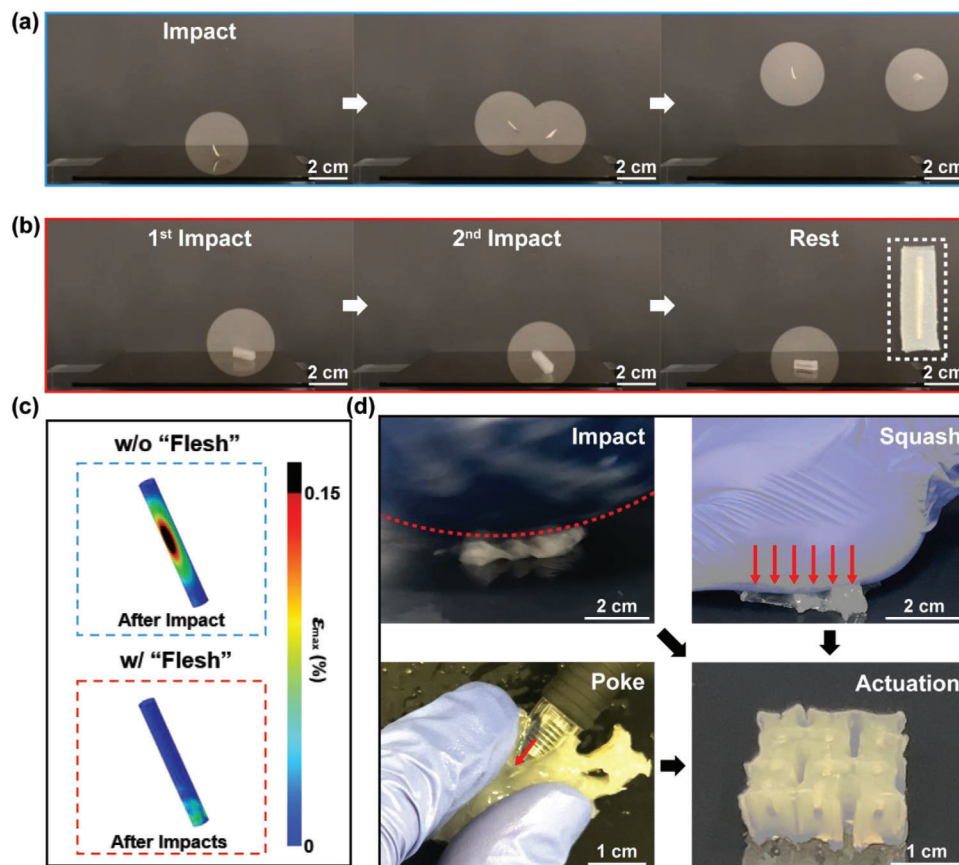 (a)
Impact
2 cm
2 cm
2 cm
(b)
1st Impact
2nd Impact
Rest
2 cm
2 cm
2 cm
(c)
w/o “Flesh”
After Impact
w/ “Flesh”
After Impacts
0.15
εmax (%)
0
(d)
Impact
2 cm
Squash
2 cm
Poke
1 cm
Actuation
1 cm